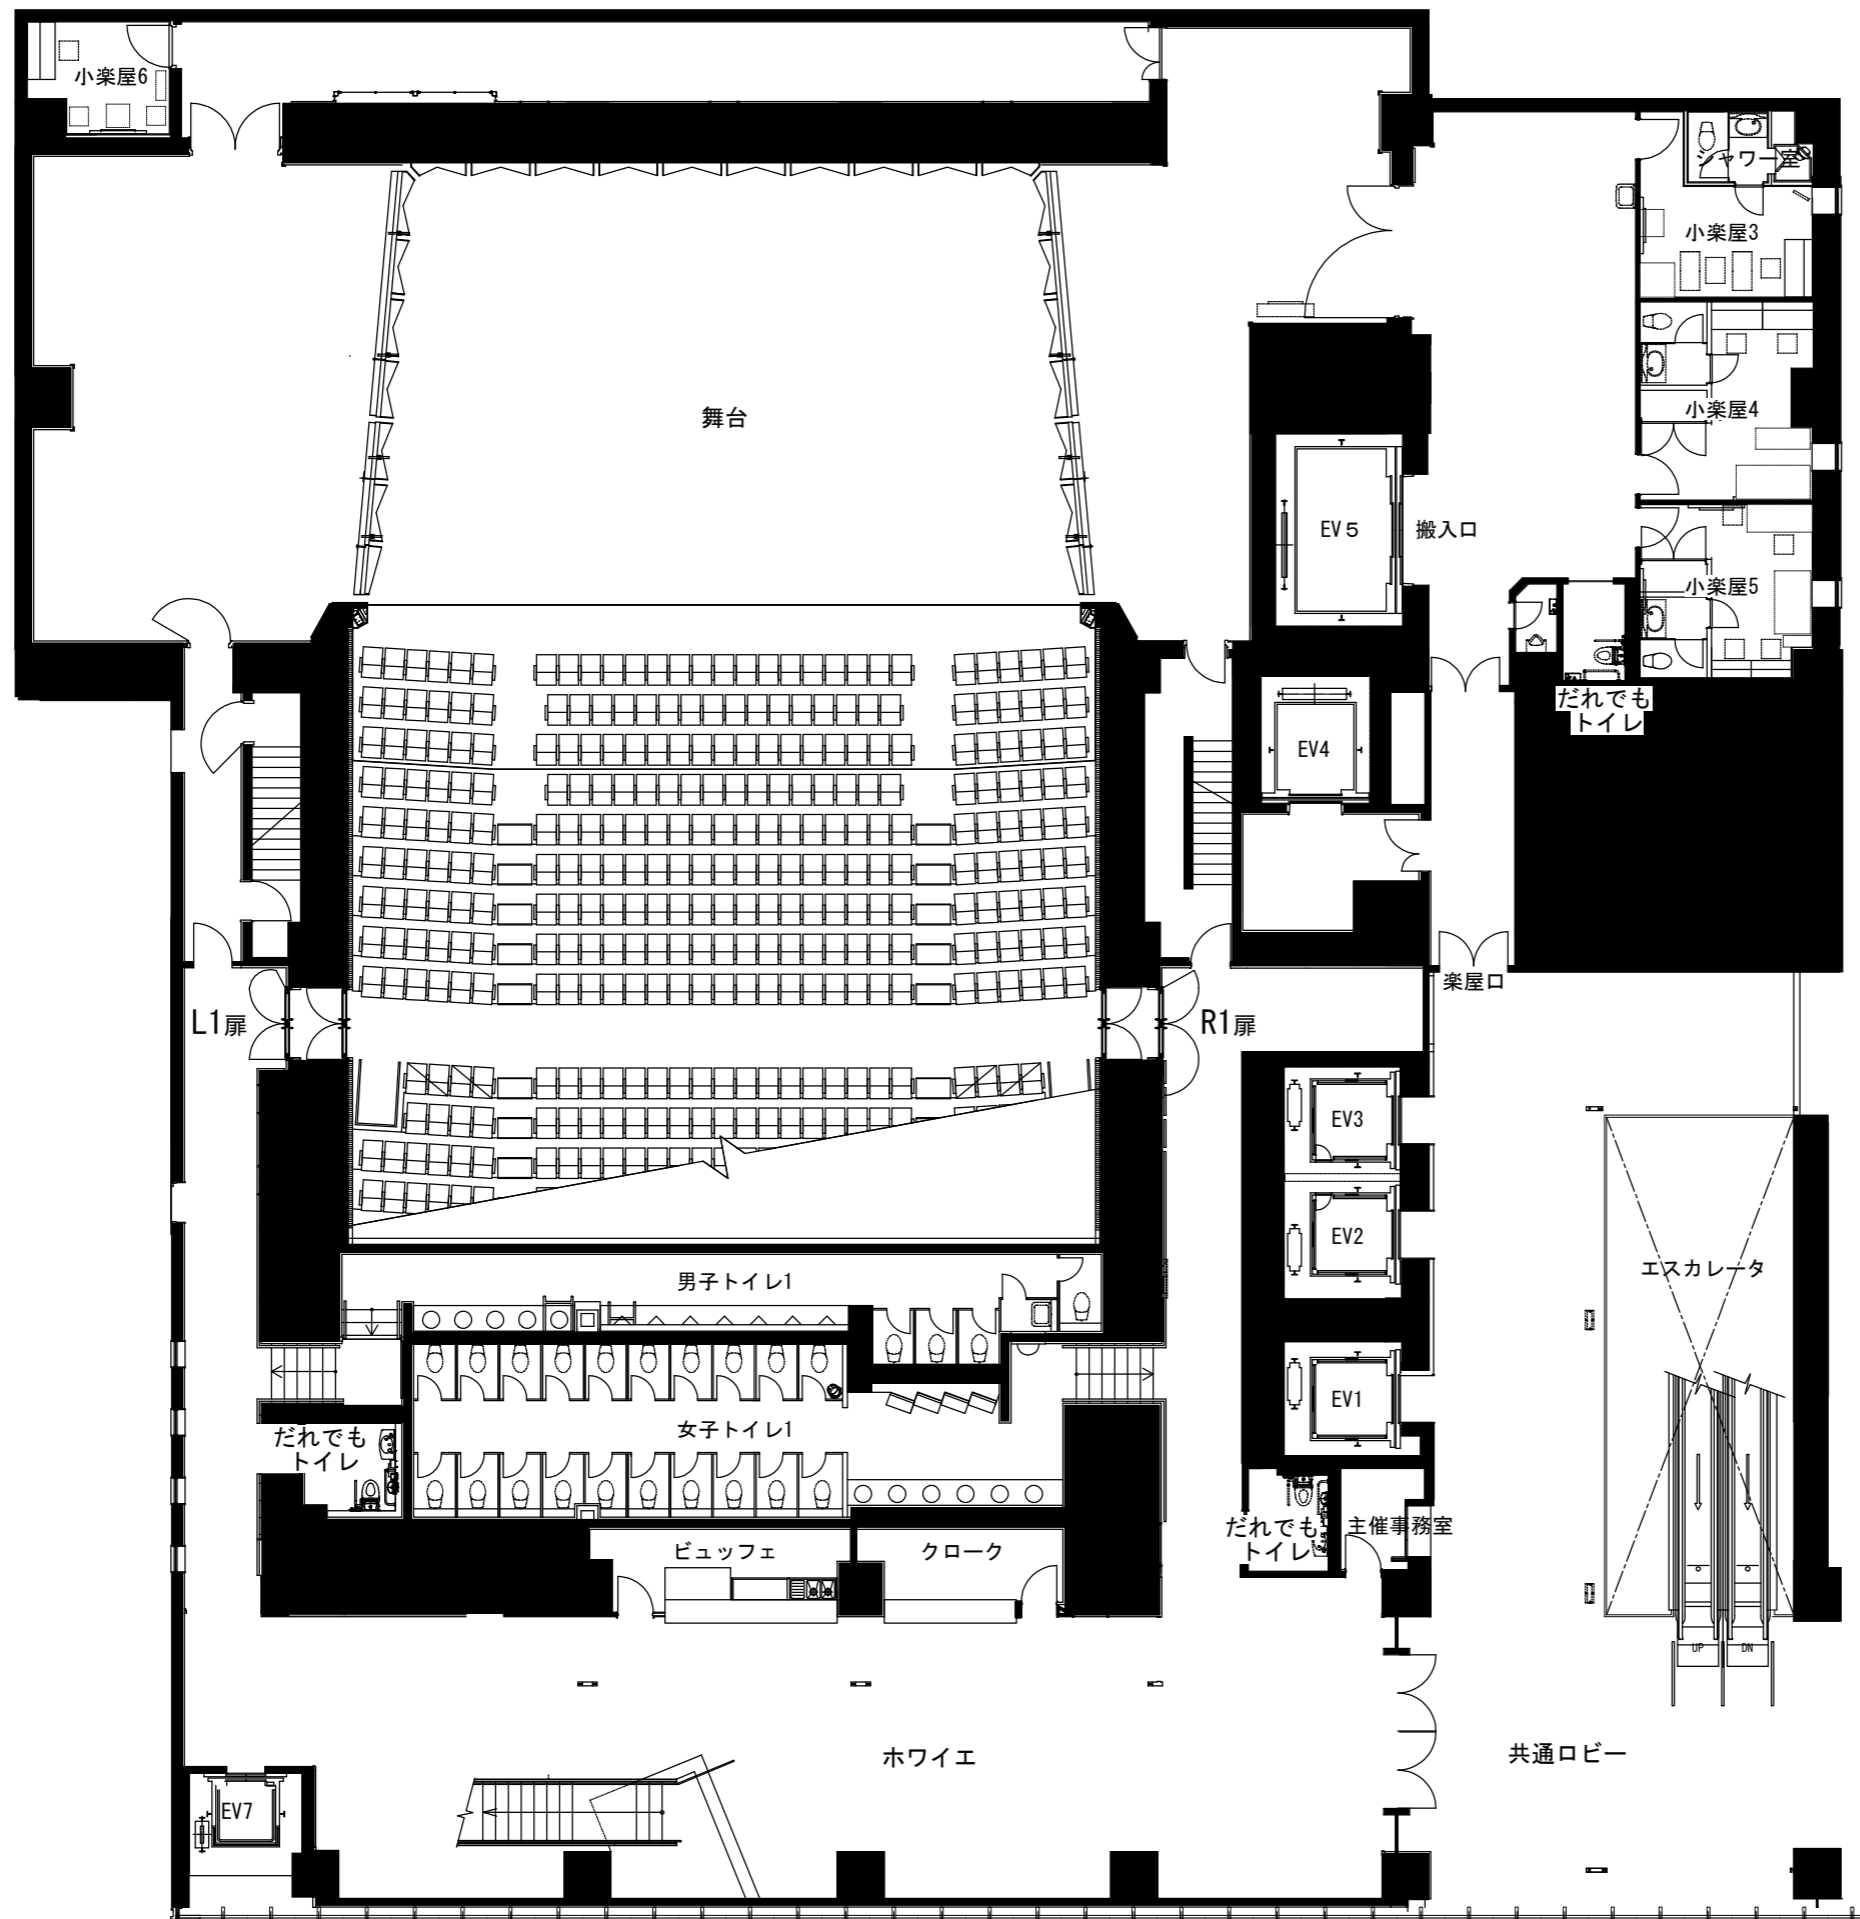 小楽屋6
シャワー室
小楽屋3
小楽屋4
舞台
EV5
搬入口
小楽屋5
だれでも
トイレ
EV4
楽屋口
L1扉
R1扉
EV3
EV2
エスカレータ
男子トイレ1
EV1
女子トイレ1
だれでも
トイレ
だれでも
トイレ
主催事務室
ビュッフェ
クローク
UP
DN
ホワイエ
共通ロビー
EV7